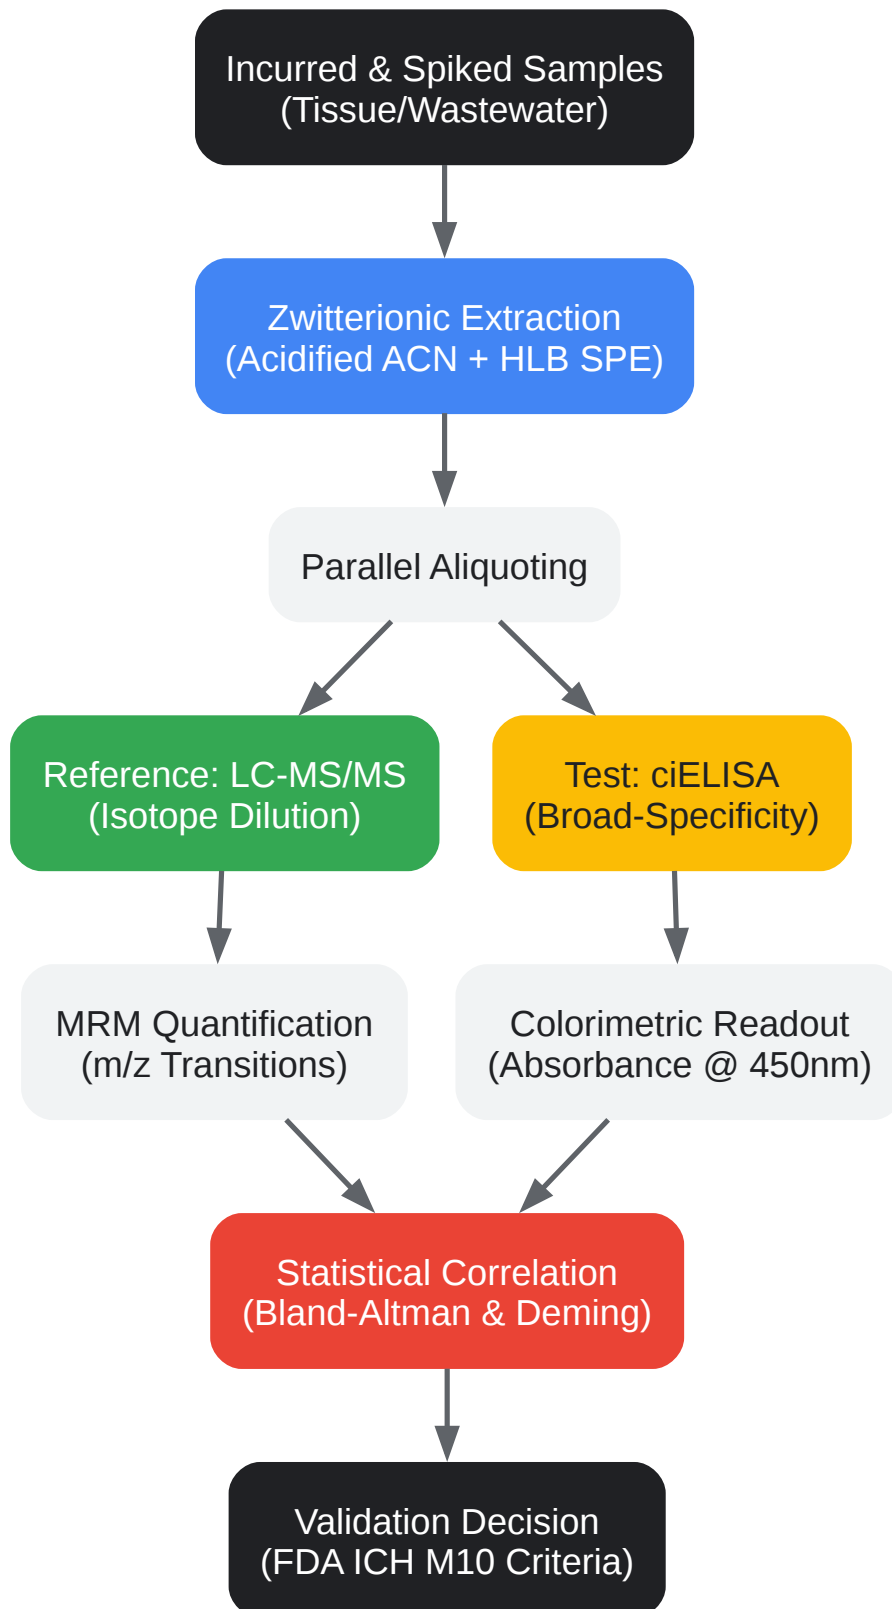 Incurred & Spiked Samples
(Tissue/Wastewater)
Zwitterionic Extraction
(Acidified ACN + HLB SPE)
Parallel Aliquoting
Reference: LC-MS/MS
(Isotope Dilution)
Test: ciELISA
(Broad-Specificity)
MRM Quantification
(m/z Transitions)
Colorimetric Readout
(Absorbance @ 450nm)
Statistical Correlation
(Bland-Altman & Deming)
Validation Decision
(FDA ICH M10 Criteria)